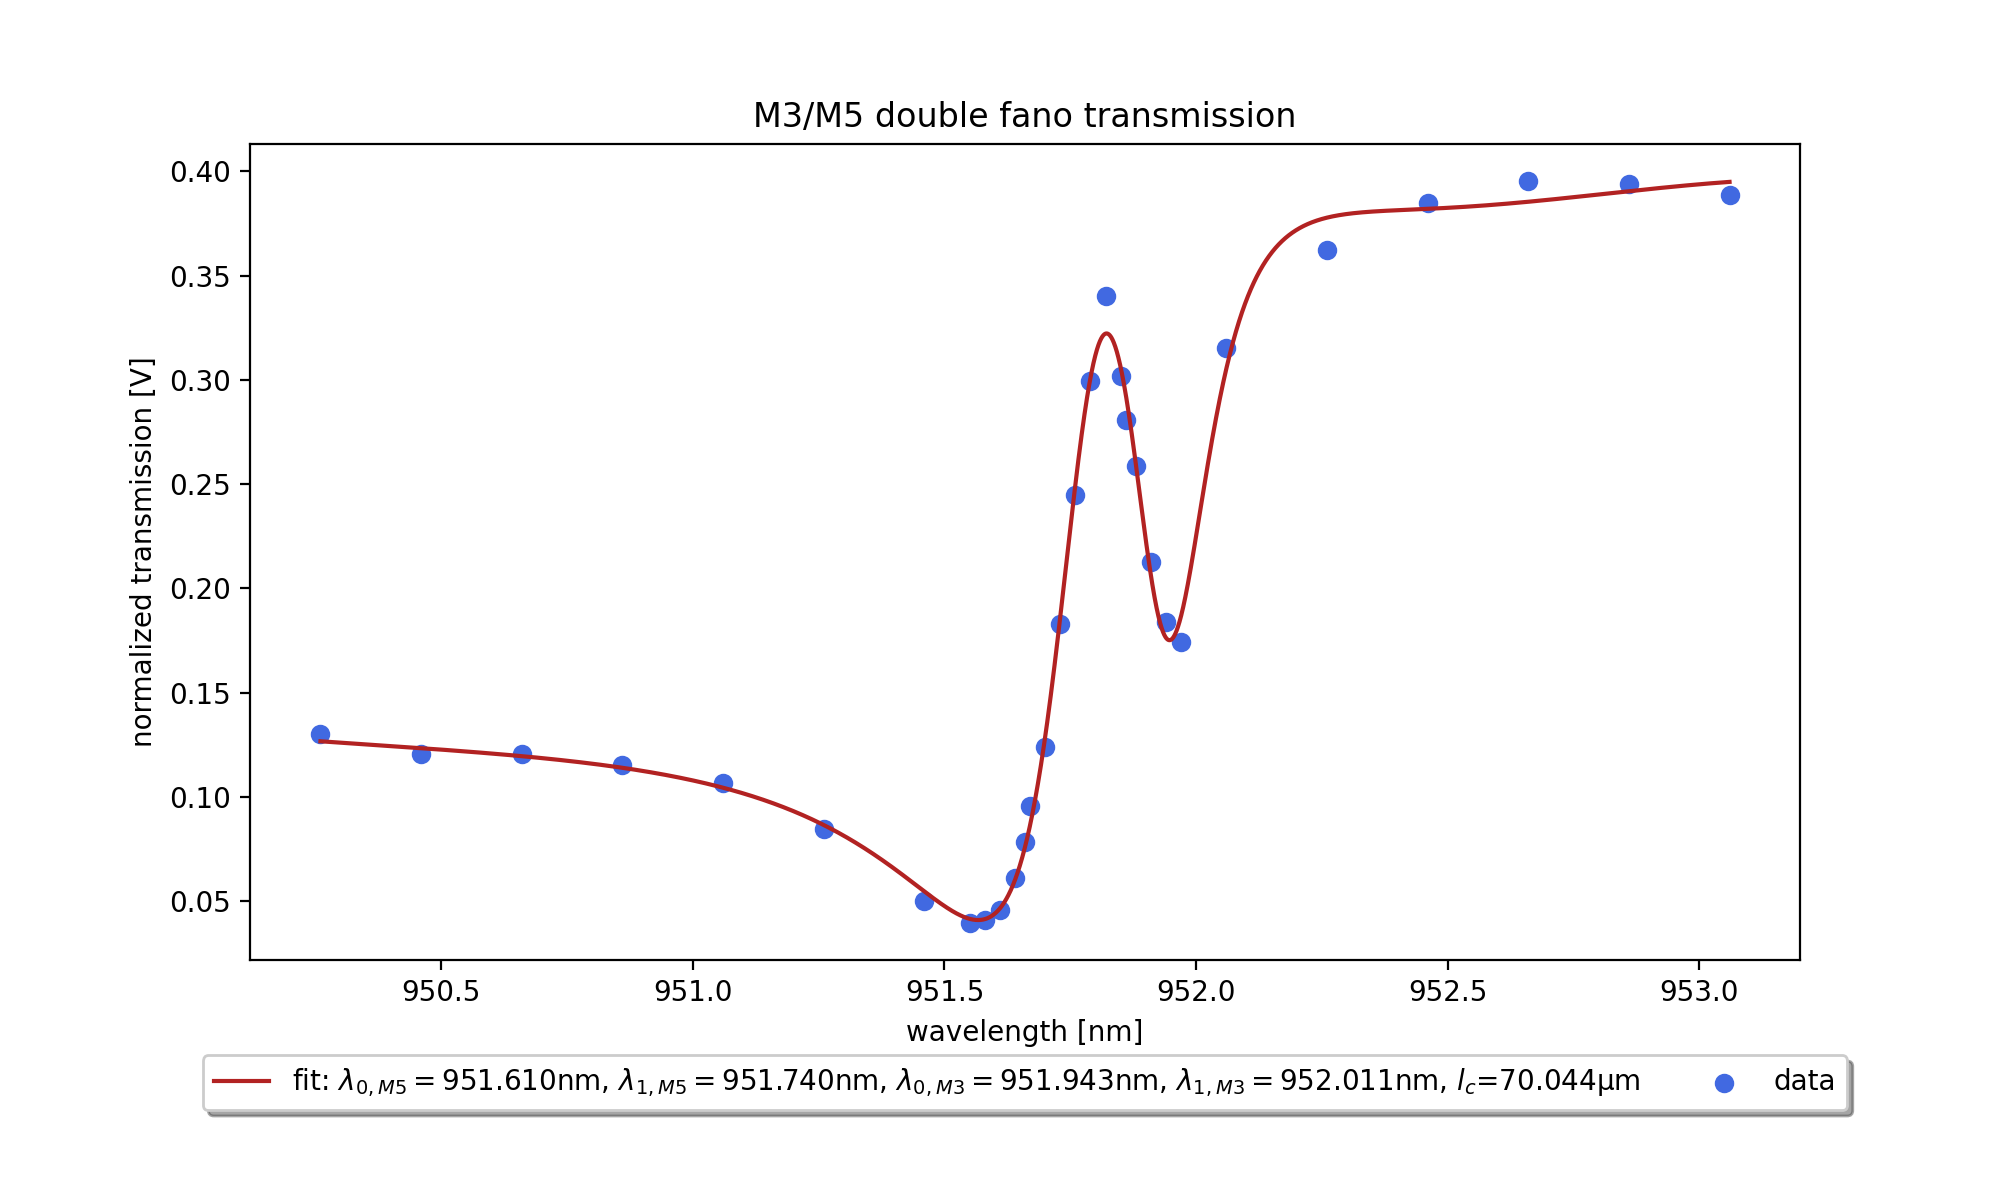 M3/M5 double fano transmission
0.40
0.35
0.30
0.25
0.20
0.15
0.10
0.05
normalized transmission [V]
950.5 951.0 951.5 952.0 952.5 953.0
wavelength [nm]
fit: λ₀,M5 = 951.610nm, λ₁,M5 = 951.740nm, λ₀,M3 = 951.943nm, λ₁,M3 = 952.011nm, l_c=70.044μm data